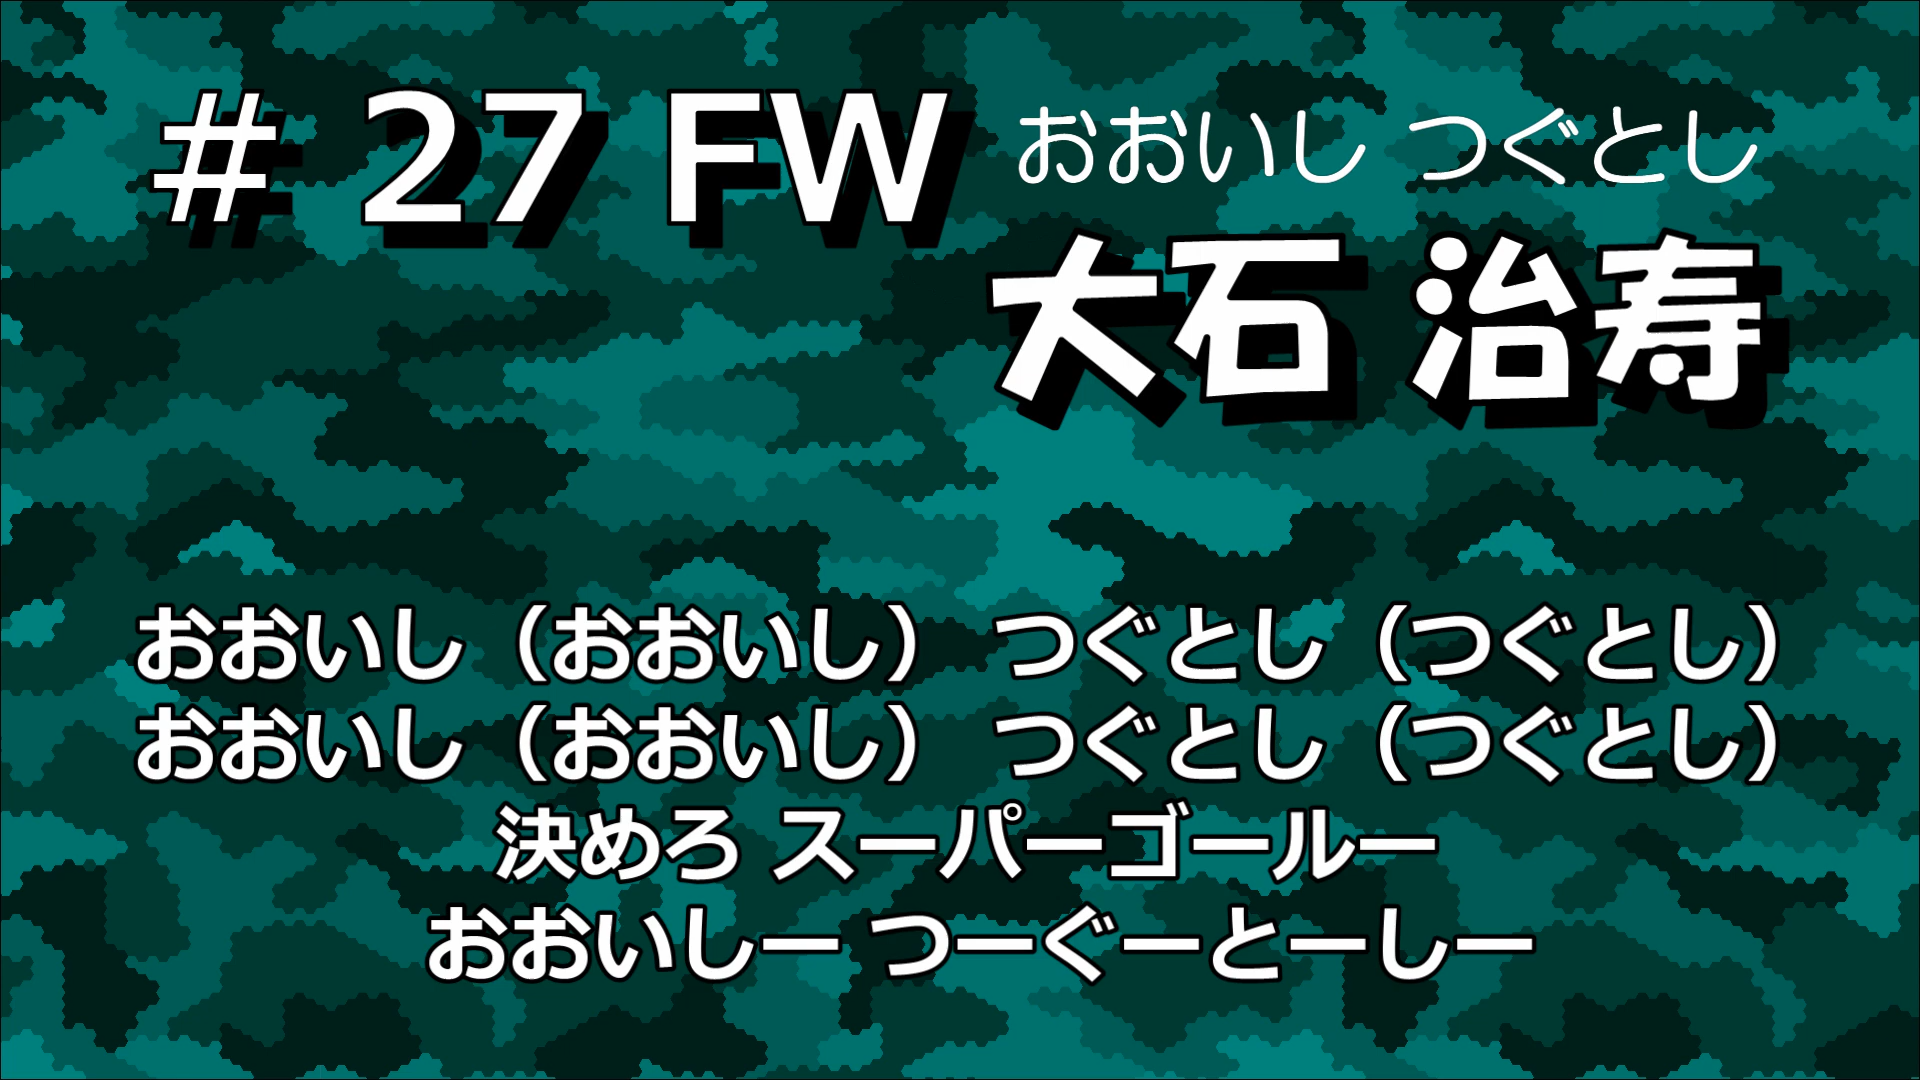 # 27 FW
おおいし つぐとし
大石 治寿
おおいし（おおいし） つぐとし（つぐとし）
おおいし（おおいし） つぐとし（つぐとし）
決めろ スーパーゴールー
おおいしー つーぐーとーしー